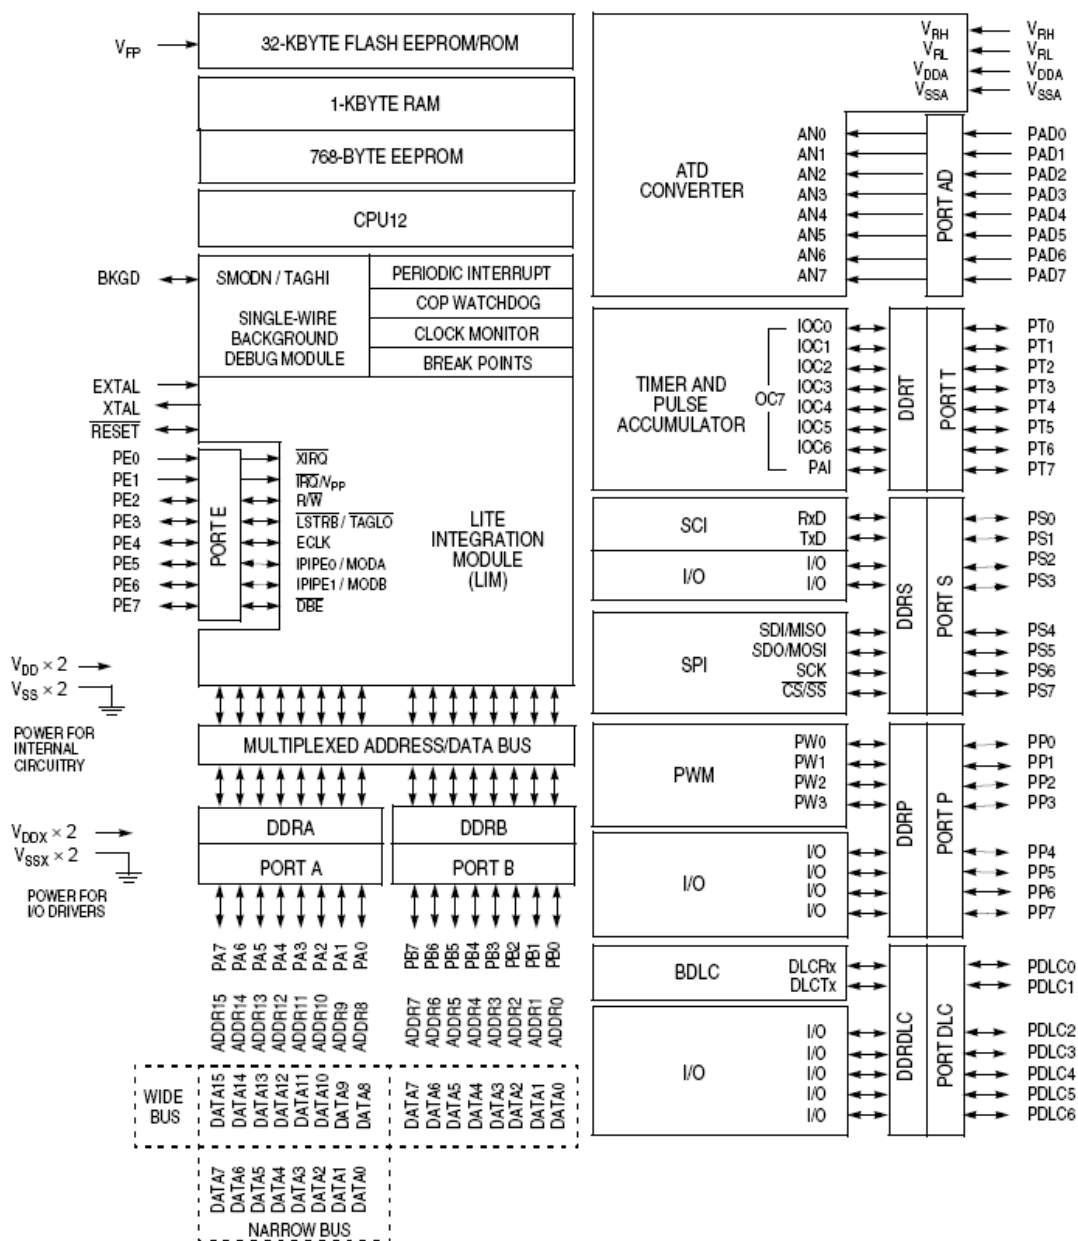 V_FP
32-KBYTE FLASH EEPROM/ROM
1-KBYTE RAM
768-BYTE EEPROM
CPU12
BKGD
SMODN / TAGHI
SINGLE-WIRE
BACKGROUND
DEBUG MODULE
PERIODIC INTERRUPT
COP WATCHDOG
CLOCK MONITOR
BREAK POINTS
EXTAL
XTAL
RESET
PE0 XIRQ
PE1 IRQ/V_PP
PE2 R/W
PE3 LSTRB / TAGLO
PE4 ECLK
PE5 IPIPE0 / MODA
PE6 IPIPE1 / MODB
PE7 DBE
PORT E
LITE
INTEGRATION
MODULE
(LIM)
V_DD × 2
V_SS × 2
POWER FOR
INTERNAL
CIRCUITRY
MULTIPLEXED ADDRESS/DATA BUS
V_DDX × 2
V_SSX × 2
POWER FOR
I/O DRIVERS
DDRA DDRB
PORT A PORT B
PA7 PA6 PA5 PA4 PA3 PA2 PA1 PA0 PB7 PB6 PB5 PB4 PB3 PB2 PB1 PB0
ADDR15 ADDR14 ADDR13 ADDR12 ADDR11 ADDR10 ADDR9 ADDR8 ADDR7 ADDR6 ADDR5 ADDR4 ADDR3 ADDR2 ADDR1 ADDR0
WIDE
BUS
DATA15 DATA14 DATA13 DATA12 DATA11 DATA10 DATA9 DATA8 DATA7 DATA6 DATA5 DATA4 DATA3 DATA2 DATA1 DATA0
DATA7 DATA6 DATA5 DATA4 DATA3 DATA2 DATA1 DATA0
NARROW BUS
V_RH V_RH
V_RL V_RL
V_DDA V_DDA
V_SSA V_SSA
ATD
CONVERTER
AN0 PAD0
AN1 PAD1
AN2 PAD2
AN3 PAD3
AN4 PAD4
AN5 PAD5
AN6 PAD6
AN7 PAD7
PORT AD
TIMER AND
PULSE
ACCUMULATOR
OC7
IOC0 PT0
IOC1 PT1
IOC2 PT2
IOC3 PT3
IOC4 PT4
IOC5 PT5
IOC6 PT6
PAI PT7
DDRT
PORT T
SCI
RxD PS0
TxD PS1
I/O
I/O PS2
I/O PS3
SPI
SDI/MISO PS4
SDO/MOSI PS5
SCK PS6
CS/SS PS7
DDRS
PORT S
PWM
PW0 PP0
PW1 PP1
PW2 PP2
PW3 PP3
I/O
I/O PP4
I/O PP5
I/O PP6
I/O PP7
DDRP
PORT P
BDLC
DLCRx PDLC0
DLCTx PDLC1
I/O
I/O PDLC2
I/O PDLC3
I/O PDLC4
I/O PDLC5
I/O PDLC6
DDRDLC
PORT DLC